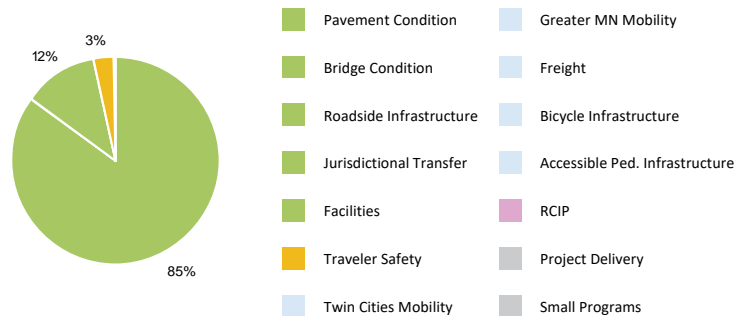 3%
12%
85%
Pavement Condition
Bridge Condition
Roadside Infrastructure
Jurisdictional Transfer
Facilities
Traveler Safety
Twin Cities Mobility
Greater MN Mobility
Freight
Bicycle Infrastructure
Accessible Ped. Infrastructure
RCIP
Project Delivery
Small Programs